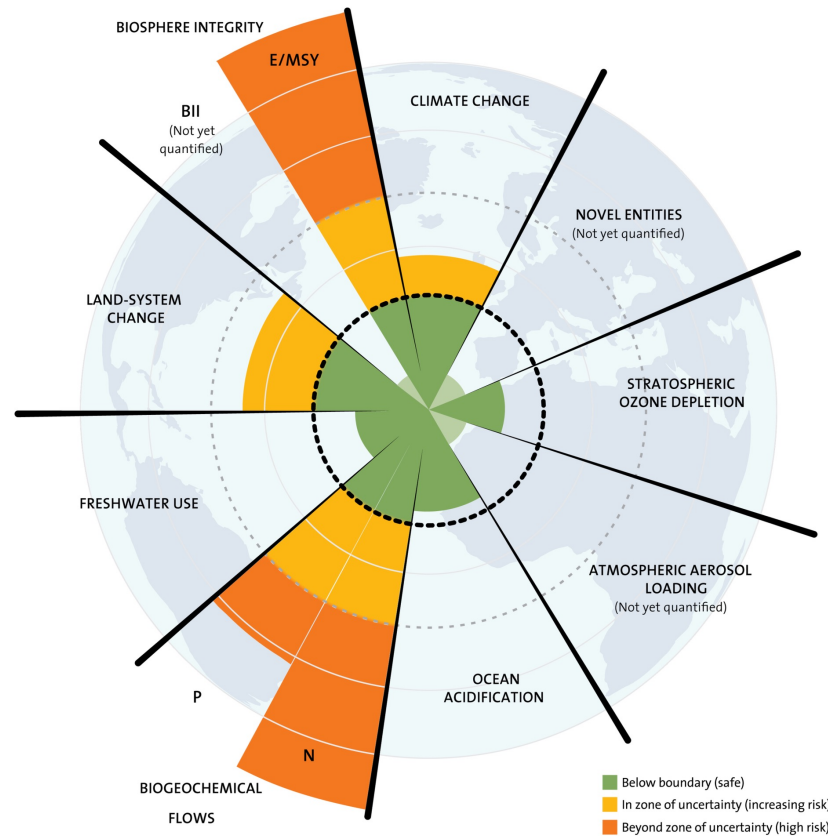 BIOSPHERE INTEGRITY
E/MSY
BII
(Not yet
quantified)
CLIMATE CHANGE
NOVEL ENTITIES
(Not yet quantified)
LAND-SYSTEM
CHANGE
STRATOSPHERIC
OZONE DEPLETION
FRESHWATER USE
ATMOSPHERIC AEROSOL
LOADING
(Not yet quantified)
OCEAN
ACIDIFICATION
P
N
BIOGEOCHEMICAL
FLOWS
Below boundary (safe)
In zone of uncertainty (increasing risk)
Beyond zone of uncertainty (high risk)